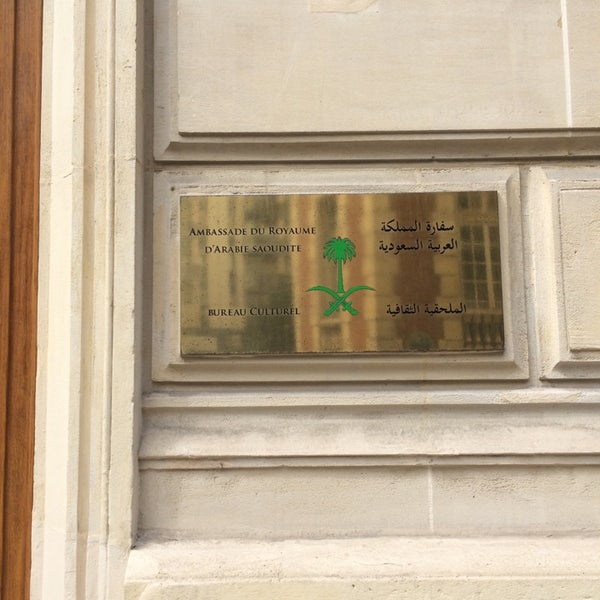 Ambassade du Royaume
d'Arabie saoudite
سفارة المملكة
العربية السعودية
bureau Culturel
الملحقية الثقافية